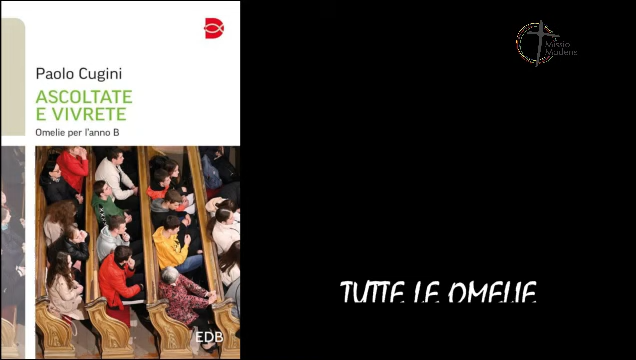 Paolo Cugini
ASCOLTATE
E VIVRETE
Omelie per l'anno B
EDB
Missio
Modena
TUTTE LE OMELIE